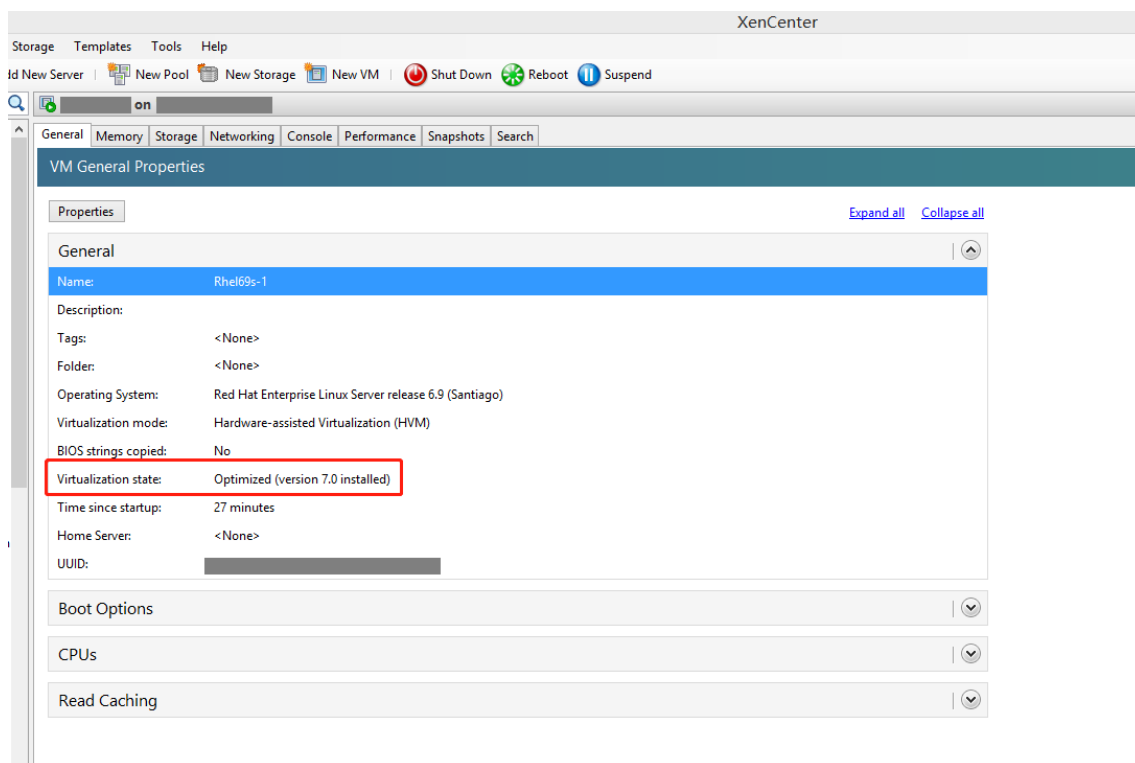 XenCenter
Storage Templates Tools Help
dd New Server New Pool New Storage New VM Shut Down Reboot Suspend
on
General Memory Storage Networking Console Performance Snapshots Search
VM General Properties
Properties Expand all Collapse all
General
Name: Rhel69s-1
Description:
Tags: <None>
Folder: <None>
Operating System: Red Hat Enterprise Linux Server release 6.9 (Santiago)
Virtualization mode: Hardware-assisted Virtualization (HVM)
BIOS strings copied: No
Virtualization state: Optimized (version 7.0 installed)
Time since startup: 27 minutes
Home Server: <None>
UUID:
Boot Options
CPUs
Read Caching